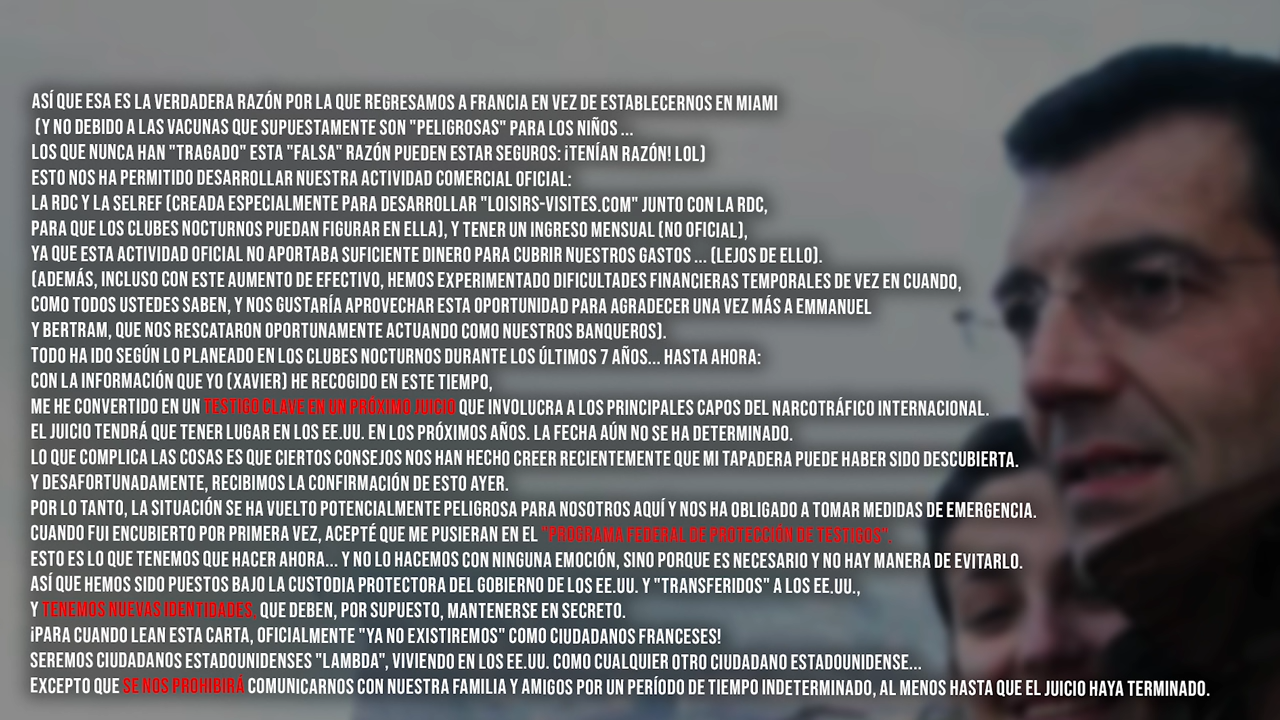 ASÍ QUE ESA ES LA VERDADERA RAZÓN POR LA QUE REGRESAMOS A FRANCIA EN VEZ DE ESTABLECERNOS EN MIAMI
(Y NO DEBIDO A LAS VACUNAS QUE SUPUESTAMENTE SON "PELIGROSAS" PARA LOS NIÑOS ...
LOS QUE NUNCA HAN "TRAGADO" ESTA "FALSA" RAZÓN PUEDEN ESTAR SEGUROS: ¡TENÍAN RAZÓN! LOL)
ESTO NOS HA PERMITIDO DESARROLLAR NUESTRA ACTIVIDAD COMERCIAL OFICIAL:
LA RDC Y LA SELREF (CREADA ESPECIALMENTE PARA DESARROLLAR "LOISIRS-VISITES.COM" JUNTO CON LA RDC,
PARA QUE LOS CLUBES NOCTURNOS PUEDAN FIGURAR EN ELLA), Y TENER UN INGRESO MENSUAL (NO OFICIAL),
YA QUE ESTA ACTIVIDAD OFICIAL NO APORTABA SUFICIENTE DINERO PARA CUBRIR NUESTROS GASTOS ... (LEJOS DE ELLO).
(ADEMÁS, INCLUSO CON ESTE AUMENTO DE EFECTIVO, HEMOS EXPERIMENTADO DIFICULTADES FINANCIERAS TEMPORALES DE VEZ EN CUANDO,
COMO TODOS USTEDES SABEN, Y NOS GUSTARÍA APROVECHAR ESTA OPORTUNIDAD PARA AGRADECER UNA VEZ MÁS A EMMANUEL
Y BERTRAM, QUE NOS RESCATARON OPORTUNAMENTE ACTUANDO COMO NUESTROS BANQUEROS).
TODO HA IDO SEGÚN LO PLANEADO EN LOS CLUBES NOCTURNOS DURANTE LOS ÚLTIMOS 7 AÑOS... HASTA AHORA:
CON LA INFORMACIÓN QUE YO (XAVIER) HE RECOGIDO EN ESTE TIEMPO,
ME HE CONVERTIDO EN UN TESTIGO CLAVE EN UN PRÓXIMO JUICIO QUE INVOLUCRA A LOS PRINCIPALES CAPOS DEL NARCOTRÁFICO INTERNACIONAL.
EL JUICIO TENDRÁ QUE TENER LUGAR EN LOS EE.UU. EN LOS PRÓXIMOS AÑOS. LA FECHA AÚN NO SE HA DETERMINADO.
LO QUE COMPLICA LAS COSAS ES QUE CIERTOS CONSEJOS NOS HAN HECHO CREER RECIENTEMENTE QUE MI TAPADERA PUEDE HABER SIDO DESCUBIERTA.
Y DESAFORTUNADAMENTE, RECIBIMOS LA CONFIRMACIÓN DE ESTO AYER.
POR LO TANTO, LA SITUACIÓN SE HA VUELTO POTENCIALMENTE PELIGROSA PARA NOSOTROS AQUÍ Y NOS HA OBLIGADO A TOMAR MEDIDAS DE EMERGENCIA.
CUANDO FUI ENCUBIERTO POR PRIMERA VEZ, ACEPTÉ QUE ME PUSIERAN EN EL "PROGRAMA FEDERAL DE PROTECCIÓN DE TESTIGOS".
ESTO ES LO QUE TENEMOS QUE HACER AHORA... Y NO LO HACEMOS CON NINGUNA EMOCIÓN, SINO PORQUE ES NECESARIO Y NO HAY MANERA DE EVITARLO.
ASÍ QUE HEMOS SIDO PUESTOS BAJO LA CUSTODIA PROTECTORA DEL GOBIERNO DE LOS EE.UU. Y "TRANSFERIDOS" A LOS EE.UU.,
Y TENEMOS NUEVAS IDENTIDADES, QUE DEBEN, POR SUPUESTO, MANTENERSE EN SECRETO.
¡PARA CUANDO LEAN ESTA CARTA, OFICIALMENTE "YA NO EXISTIREMOS" COMO CIUDADANOS FRANCESES!
SEREMOS CIUDADANOS ESTADOUNIDENSES "LAMBDA", VIVIENDO EN LOS EE.UU. COMO CUALQUIER OTRO CIUDADANO ESTADOUNIDENSE...
EXCEPTO QUE SE NOS PROHIBIRÁ COMUNICARNOS CON NUESTRA FAMILIA Y AMIGOS POR UN PERÍODO DE TIEMPO INDETERMINADO, AL MENOS HASTA QUE EL JUICIO HAYA TERMINADO.